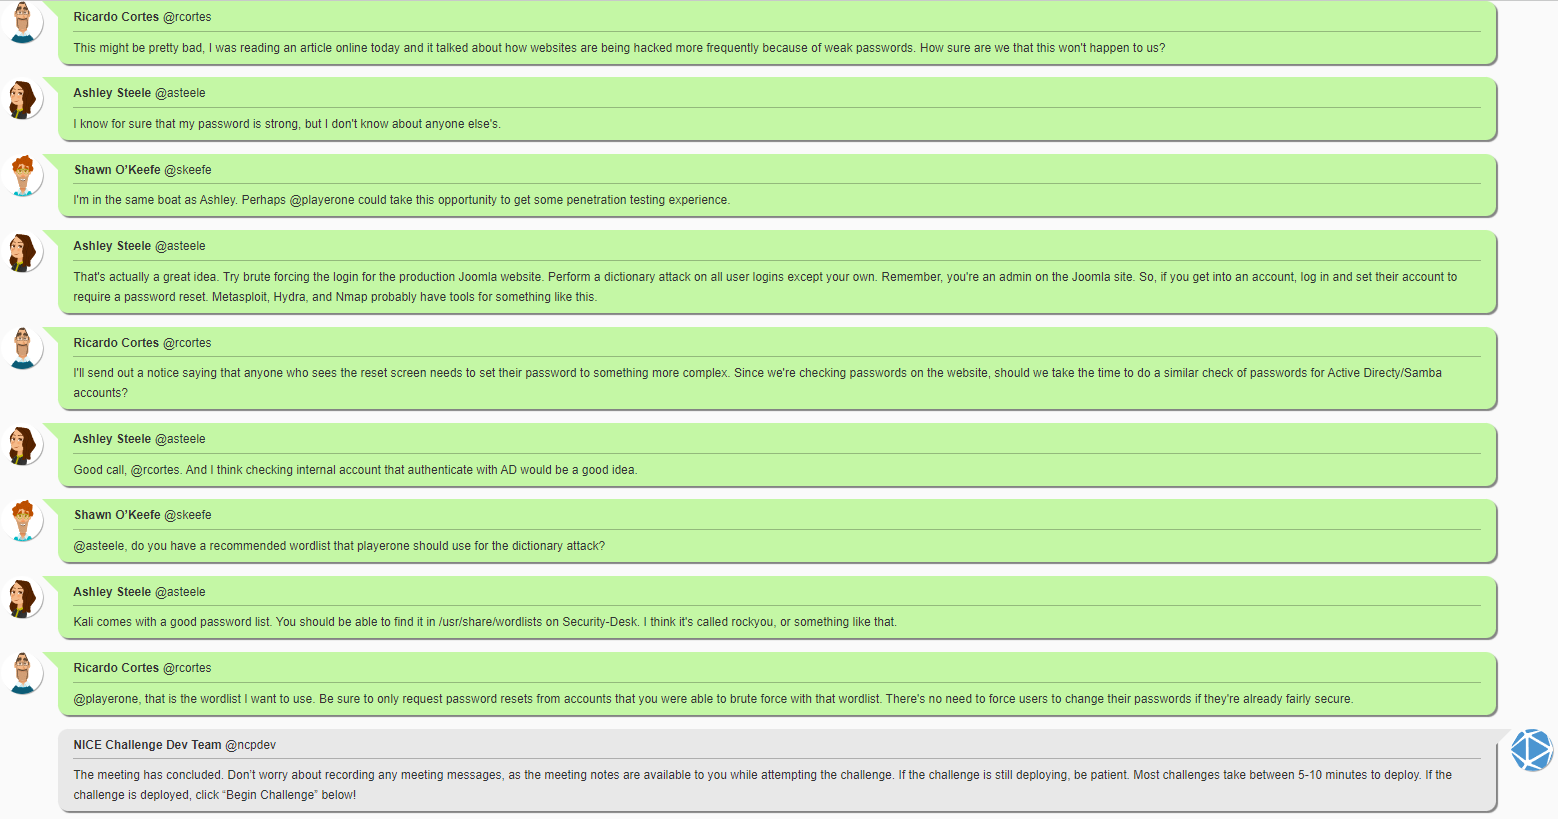 Ricardo Cortes @rcortes
This might be pretty bad, I was reading an article online today and it talked about how websites are being hacked more frequently because of weak passwords. How sure are we that this won't happen to us?
Ashley Steele @asteele
I know for sure that my password is strong, but I don't know about anyone else's.
Shawn O'Keefe @skeefe
I'm in the same boat as Ashley. Perhaps @playerone could take this opportunity to get some penetration testing experience.
Ashley Steele @asteele
That's actually a great idea. Try brute forcing the login for the production Joomla website. Perform a dictionary attack on all user logins except your own. Remember, you're an admin on the Joomla site. So, if you get into an account, log in and set their account to
require a password reset. Metasploit, Hydra, and Nmap probably have tools for something like this.
Ricardo Cortes @rcortes
I'll send out a notice saying that anyone who sees the reset screen needs to set their password to something more complex. Since we're checking passwords on the website, should we take the time to do a similar check of passwords for Active Directy/Samba
accounts?
Ashley Steele @asteele
Good call, @rcortes. And I think checking internal account that authenticate with AD would be a good idea.
Shawn O'Keefe @skeefe
@asteele, do you have a recommended wordlist that playerone should use for the dictionary attack?
Ashley Steele @asteele
Kali comes with a good password list. You should be able to find it in /usr/share/wordlists on Security-Desk. I think it's called rockyou, or something like that.
Ricardo Cortes @rcortes
@playerone, that is the wordlist I want to use. Be sure to only request password resets from accounts that you were able to brute force with that wordlist. There's no need to force users to change their passwords if they're already fairly secure.
NICE Challenge Dev Team @ncpdev
The meeting has concluded. Don't worry about recording any meeting messages, as the meeting notes are available to you while attempting the challenge. If the challenge is still deploying, be patient. Most challenges take between 5-10 minutes to deploy. If the
challenge is deployed, click “Begin Challenge” below!